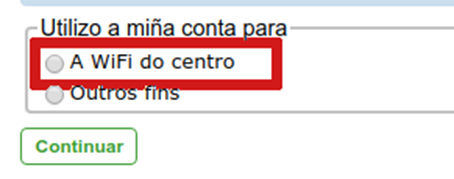 Utilizo a miña conta para
A WiFi do centro
Outros fins
Continuar